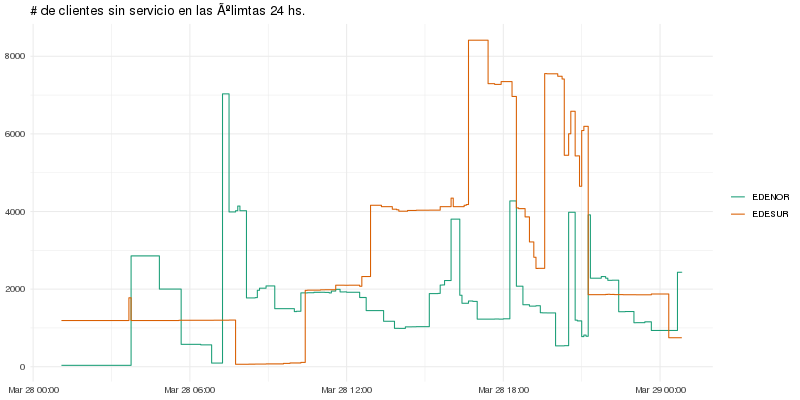 # de clientes sin servicio en las Ãºlimtas 24 hs.
8000
6000
4000
2000
0
Mar 28 00:00
Mar 28 06:00
Mar 28 12:00
Mar 28 18:00
Mar 29 00:00
EDENOR
EDESUR